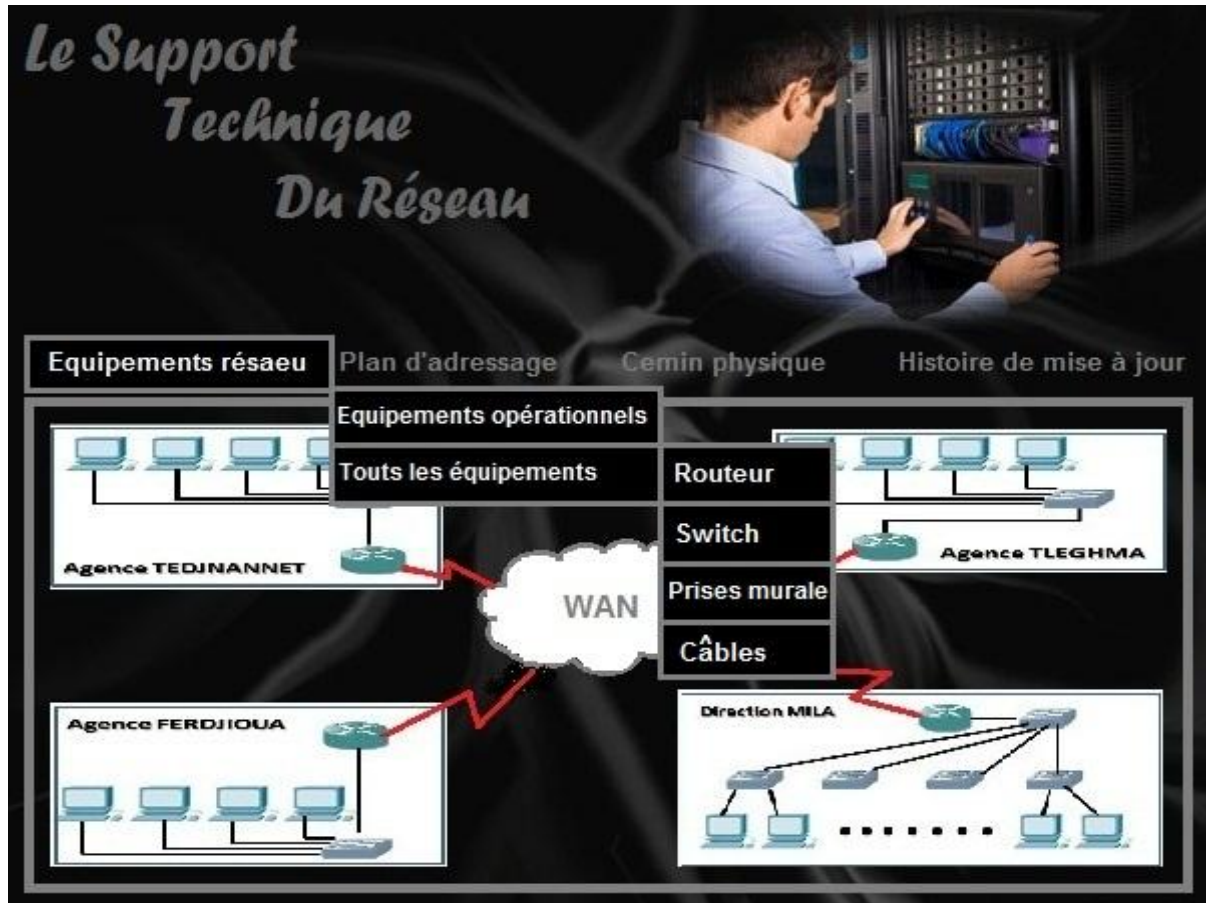 Le Support
Technique
Du Réseau
Equipements résaeu
Plan d'adressage
Cemin physique
Histoire de mise à jour
Equipements opérationnels
Touts les équipements
Routeur
Switch
Prises murale
Câbles
Agence TEDJNANNET
Agence TLEGHMA
WAN
Agence FERDJIOUA
Direction MILA